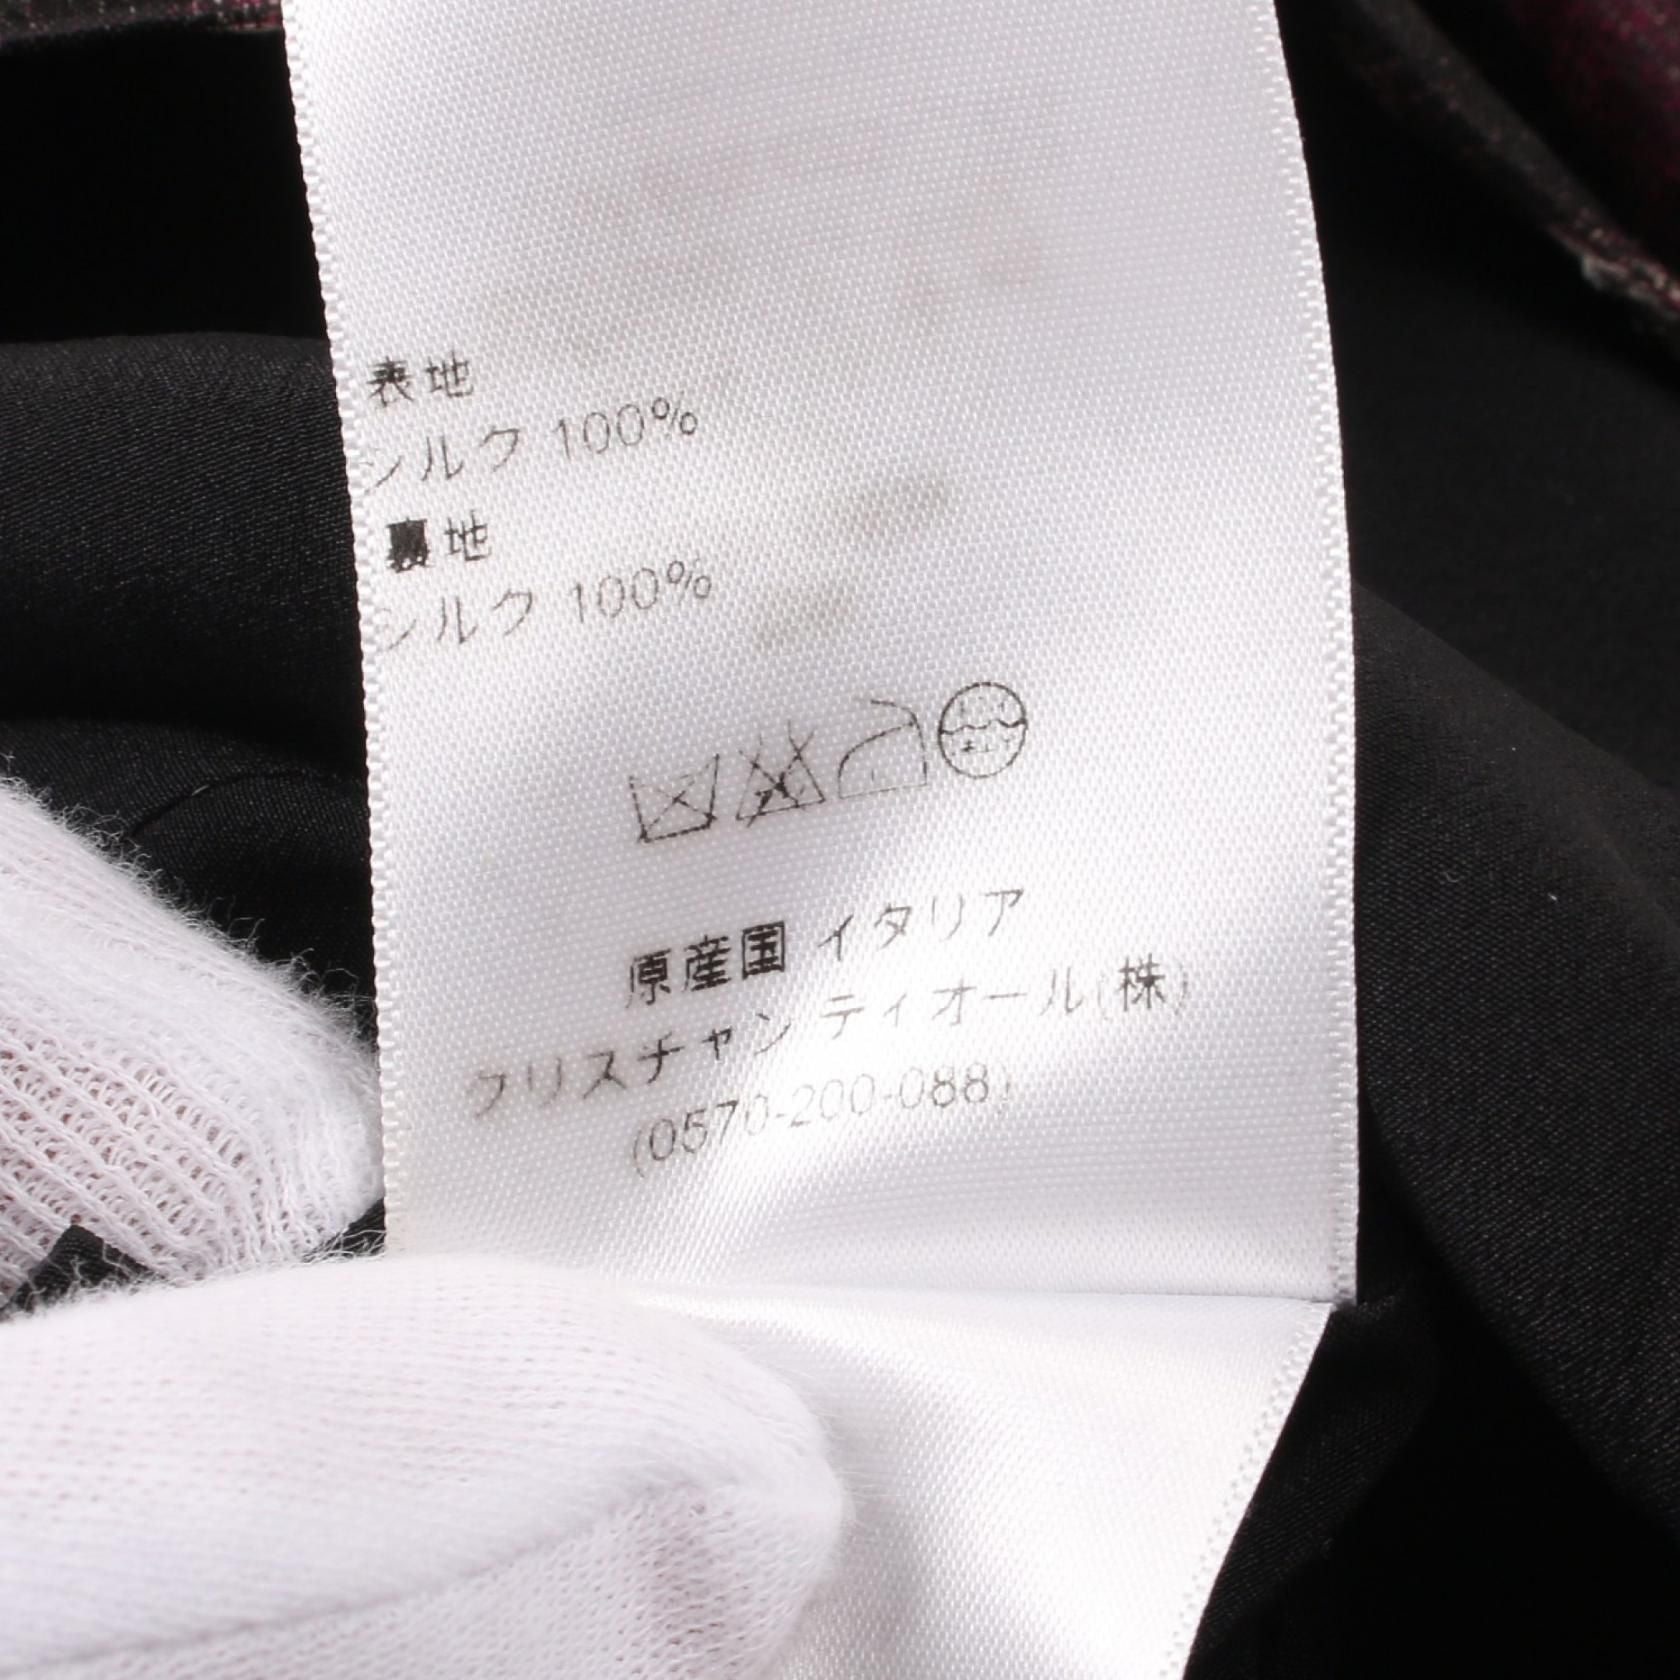 表地
シルク 100%
裏地
シルク 100%
原産国 イタリア
クリスチャン ディオール(株)
(0570-200-088)